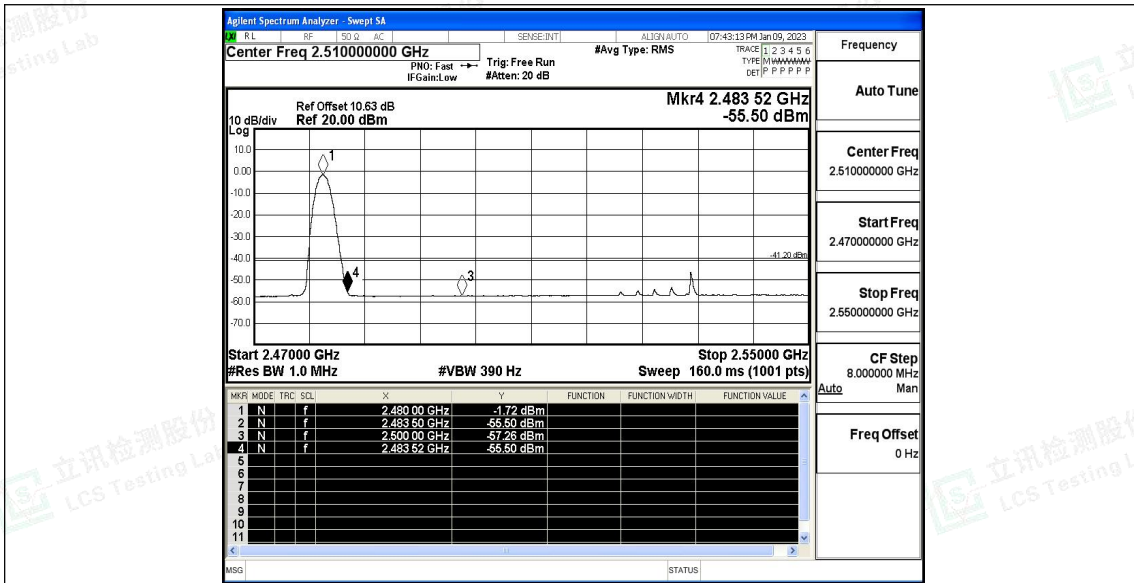 Agilent Spectrum Analyzer - Swept SA
LXI RL RF 50 Ω AC SENSE:INT ALIGN AUTO 07:43:13 PM Jan 09, 2023
Center Freq 2.510000000 GHz
PNO: Fast
IFGain:Low
Trig: Free Run
#Atten: 20 dB
#Avg Type: RMS
TRACE 1 2 3 4 5 6
TYPE M WWWWW
DET P P P P P P
Ref Offset 10.63 dB
10 dB/div Ref 20.00 dBm
Log
Mkr4 2.483 52 GHz
-55.50 dBm
10.0
0.00
-10.0
-20.0
-30.0
-40.0
-50.0
-60.0
-70.0
1
4
3
-41.20 dBm
Start 2.47000 GHz Stop 2.55000 GHz
#Res BW 1.0 MHz #VBW 390 Hz Sweep 160.0 ms (1001 pts)
MKR MODE TRC SCL X Y FUNCTION FUNCTION WIDTH FUNCTION VALUE
1 N f 2.480 00 GHz -1.72 dBm
2 N f 2.483 50 GHz -55.50 dBm
3 N f 2.500 00 GHz -57.26 dBm
4 N f 2.483 52 GHz -55.50 dBm
5
6
7
8
9
10
11
MSG STATUS
Frequency
Auto Tune
Center Freq
2.510000000 GHz
Start Freq
2.470000000 GHz
Stop Freq
2.550000000 GHz
CF Step
8.000000 MHz
Auto Man
Freq Offset
0 Hz
立讯检测股份
LCS Testing Lab
立讯检测股份
LCS Testing L